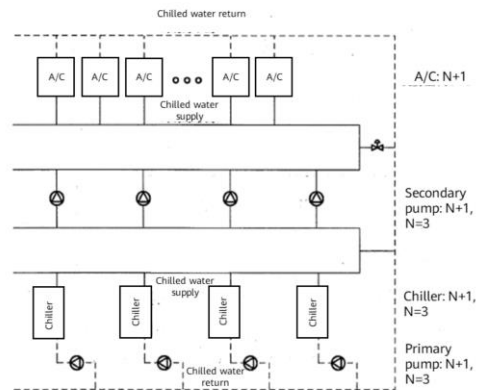 Chilled water return
A/C
A/C
A/C
A/C
A/C
A/C: N+1
Chilled water
supply
Secondary
pump: N+1,
N=3
Chilled water
supply
Chiller
Chiller
Chiller
Chiller
Chiller: N+1,
N=3
Chilled water
return
Primary
pump: N+1,
N=3